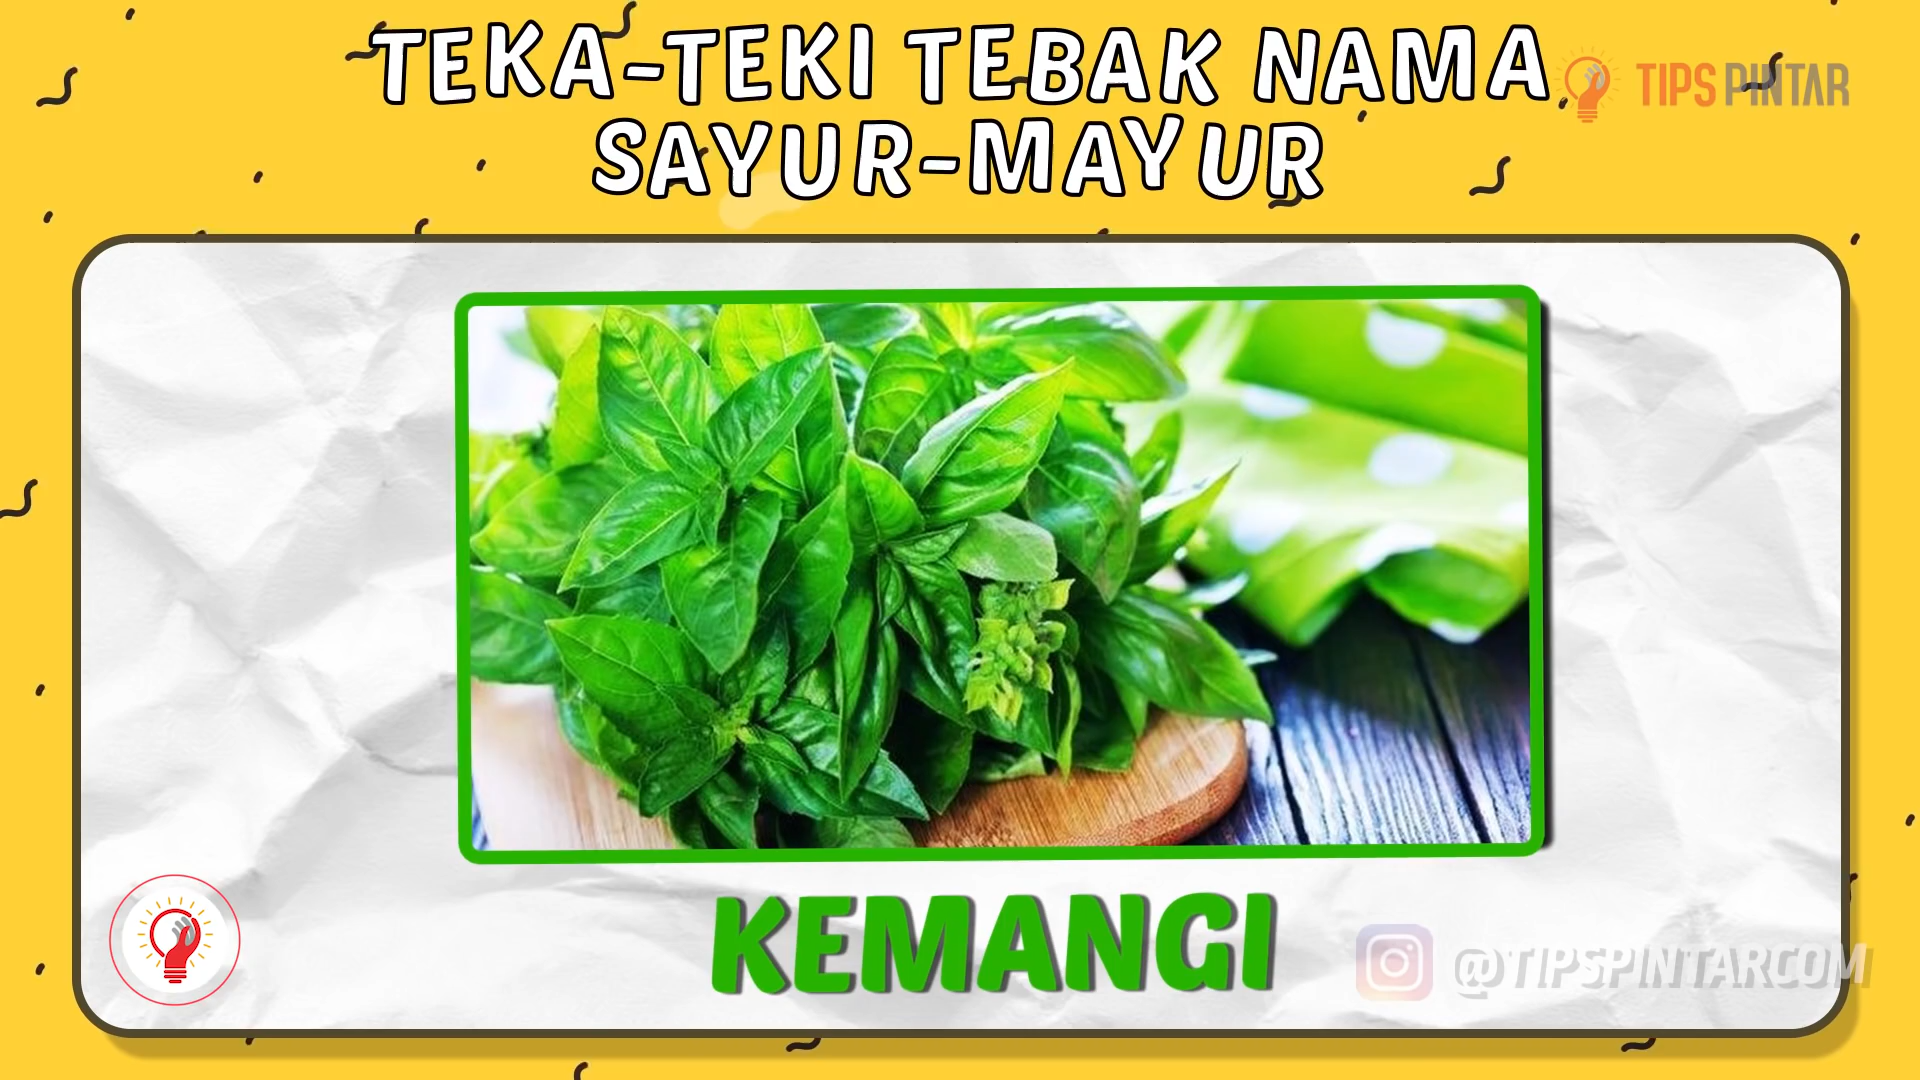 TEKA-TEKI TEBAK NAMA
SAYUR-MAYUR
TIPS PINTAR
KEMANGI
@TIPSPINTARCOM